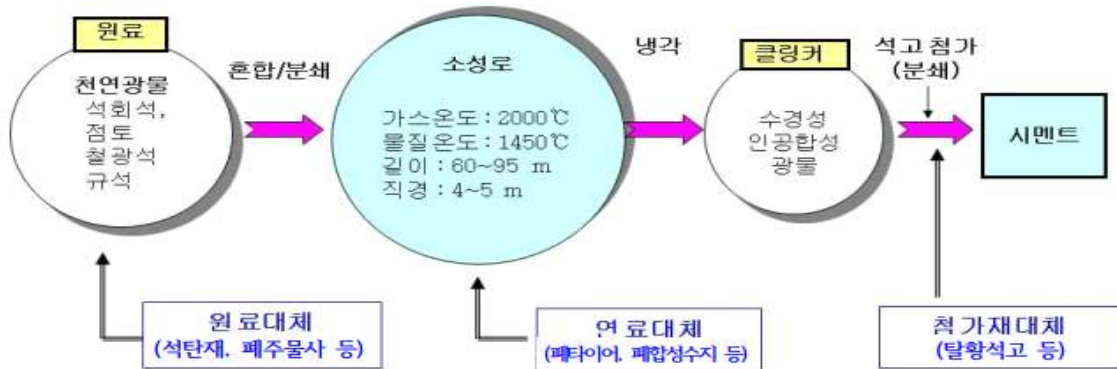 원료
천연광물
석회석,
점토
철광석
규석
혼합/분쇄
소성로
가스온도 : 2000℃
물질온도 : 1450℃
길이 : 60~95 m
직경 : 4~5 m
냉각
클링커
수경성
인공합성
광물
석고 첨가
(분쇄)
시멘트
원료대체
(석탄재, 폐주물사 등)
연료대체
(폐타이어, 폐합성수지 등)
첨가재대체
(탈황석고 등)